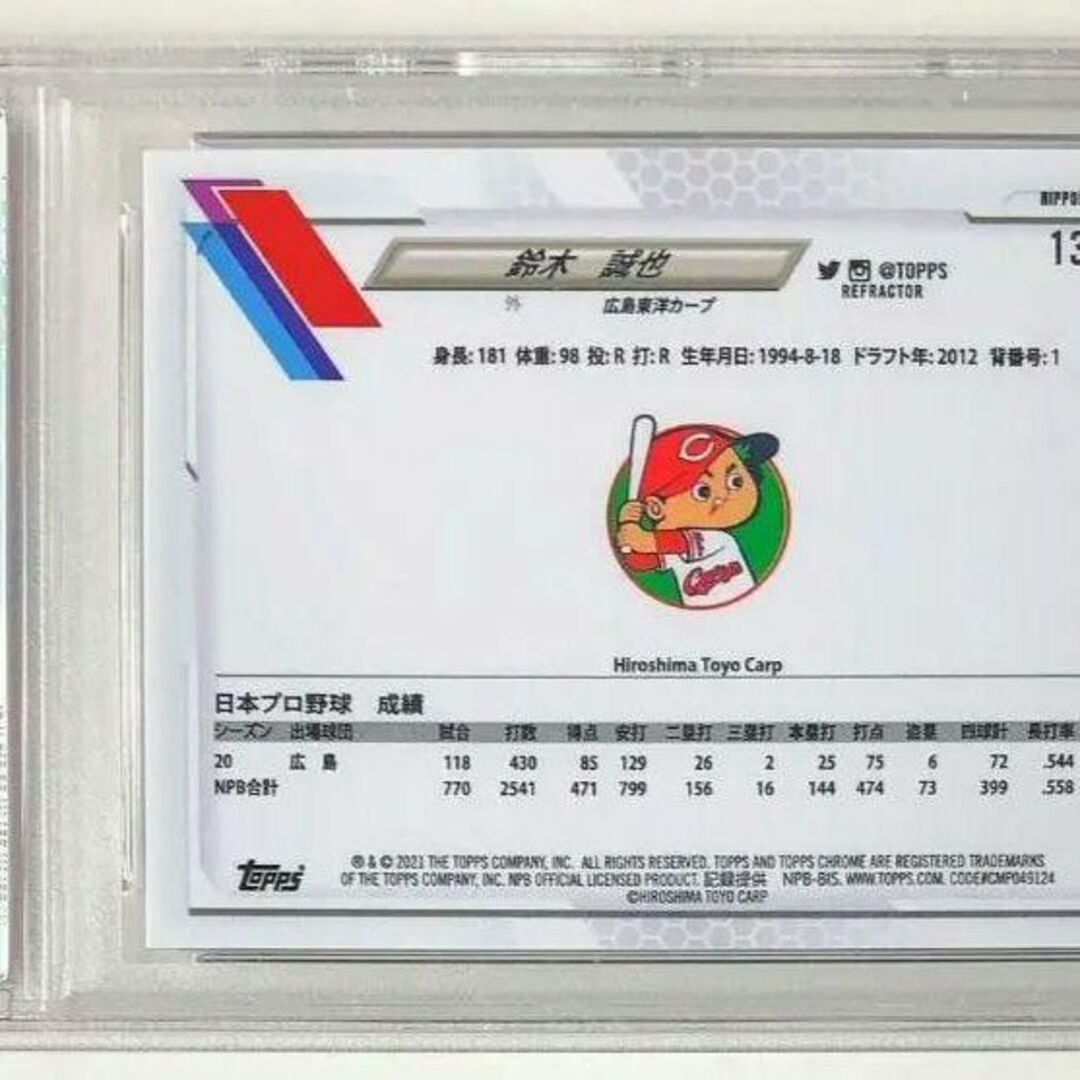 NIPPO
13
鈴木 誠也
@TOPPS
外 広島東洋カープ
REFRACTOR
身長: 181 体重: 98 投: R 打: R 生年月日: 1994-8-18 ドラフト年: 2012 背番号: 1
C
Carp
Hiroshima Toyo Carp
日本プロ野球 成績
シーズン 出場球団 試合 打数 得点 安打 二塁打 三塁打 本塁打 打点 盗塁 四球計 長打率
20 広 島 118 430 85 129 26 2 25 75 6 72 .544
NPB合計 770 2541 471 799 156 16 144 474 73 399 .558
Topps
® & © 2021 THE TOPPS COMPANY, INC. ALL RIGHTS RESERVED. TOPPS AND TOPPS CHROME ARE REGISTERED TRADEMARKS
OF THE TOPPS COMPANY, INC. NPB OFFICIAL LICENSED PRODUCT. 記録提供 NPB-BIS. WWW.TOPPS.COM. CODE#CMP049124
©HIROSHIMA TOYO CARP